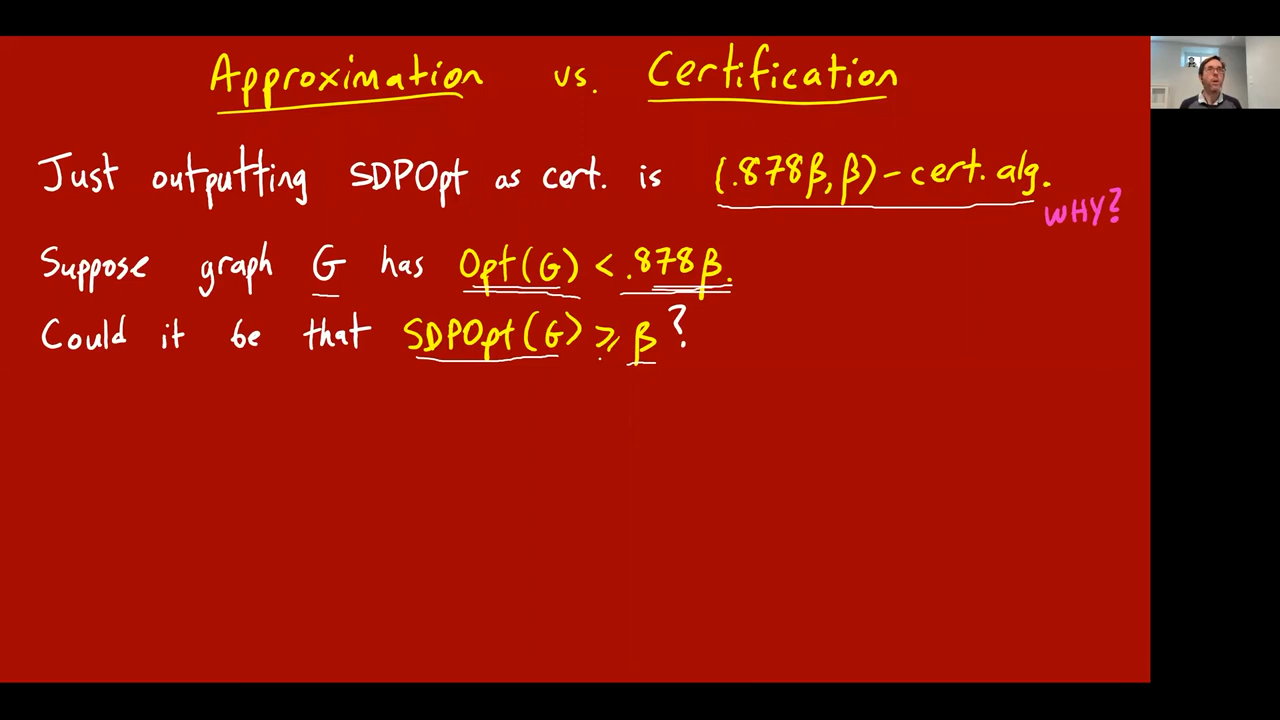 Approximation vs. Certification
Just outputting SDPOpt as cert. is (.878β, β) - cert. alg.
WHY?
Suppose graph G has Opt(G) < .878 β.
Could it be that SDPOpt(G) ≥ β ?